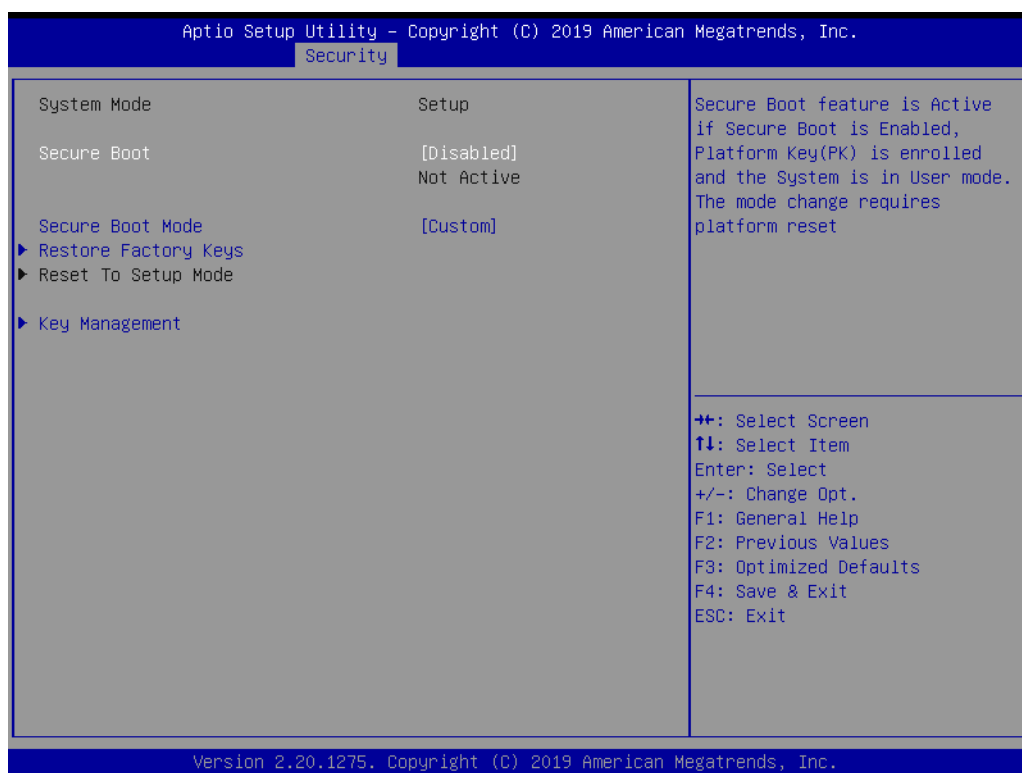 Aptio Setup Utility – Copyright (C) 2019 American Megatrends, Inc.
Security
System Mode Setup
Secure Boot [Disabled]
Not Active
Secure Boot Mode [Custom]
▶ Restore Factory Keys
▶ Reset To Setup Mode
▶ Key Management
Secure Boot feature is Active
if Secure Boot is Enabled,
Platform Key(PK) is enrolled
and the System is in User mode.
The mode change requires
platform reset
→←: Select Screen
↑↓: Select Item
Enter: Select
+/-: Change Opt.
F1: General Help
F2: Previous Values
F3: Optimized Defaults
F4: Save & Exit
ESC: Exit
Version 2.20.1275. Copyright (C) 2019 American Megatrends, Inc.